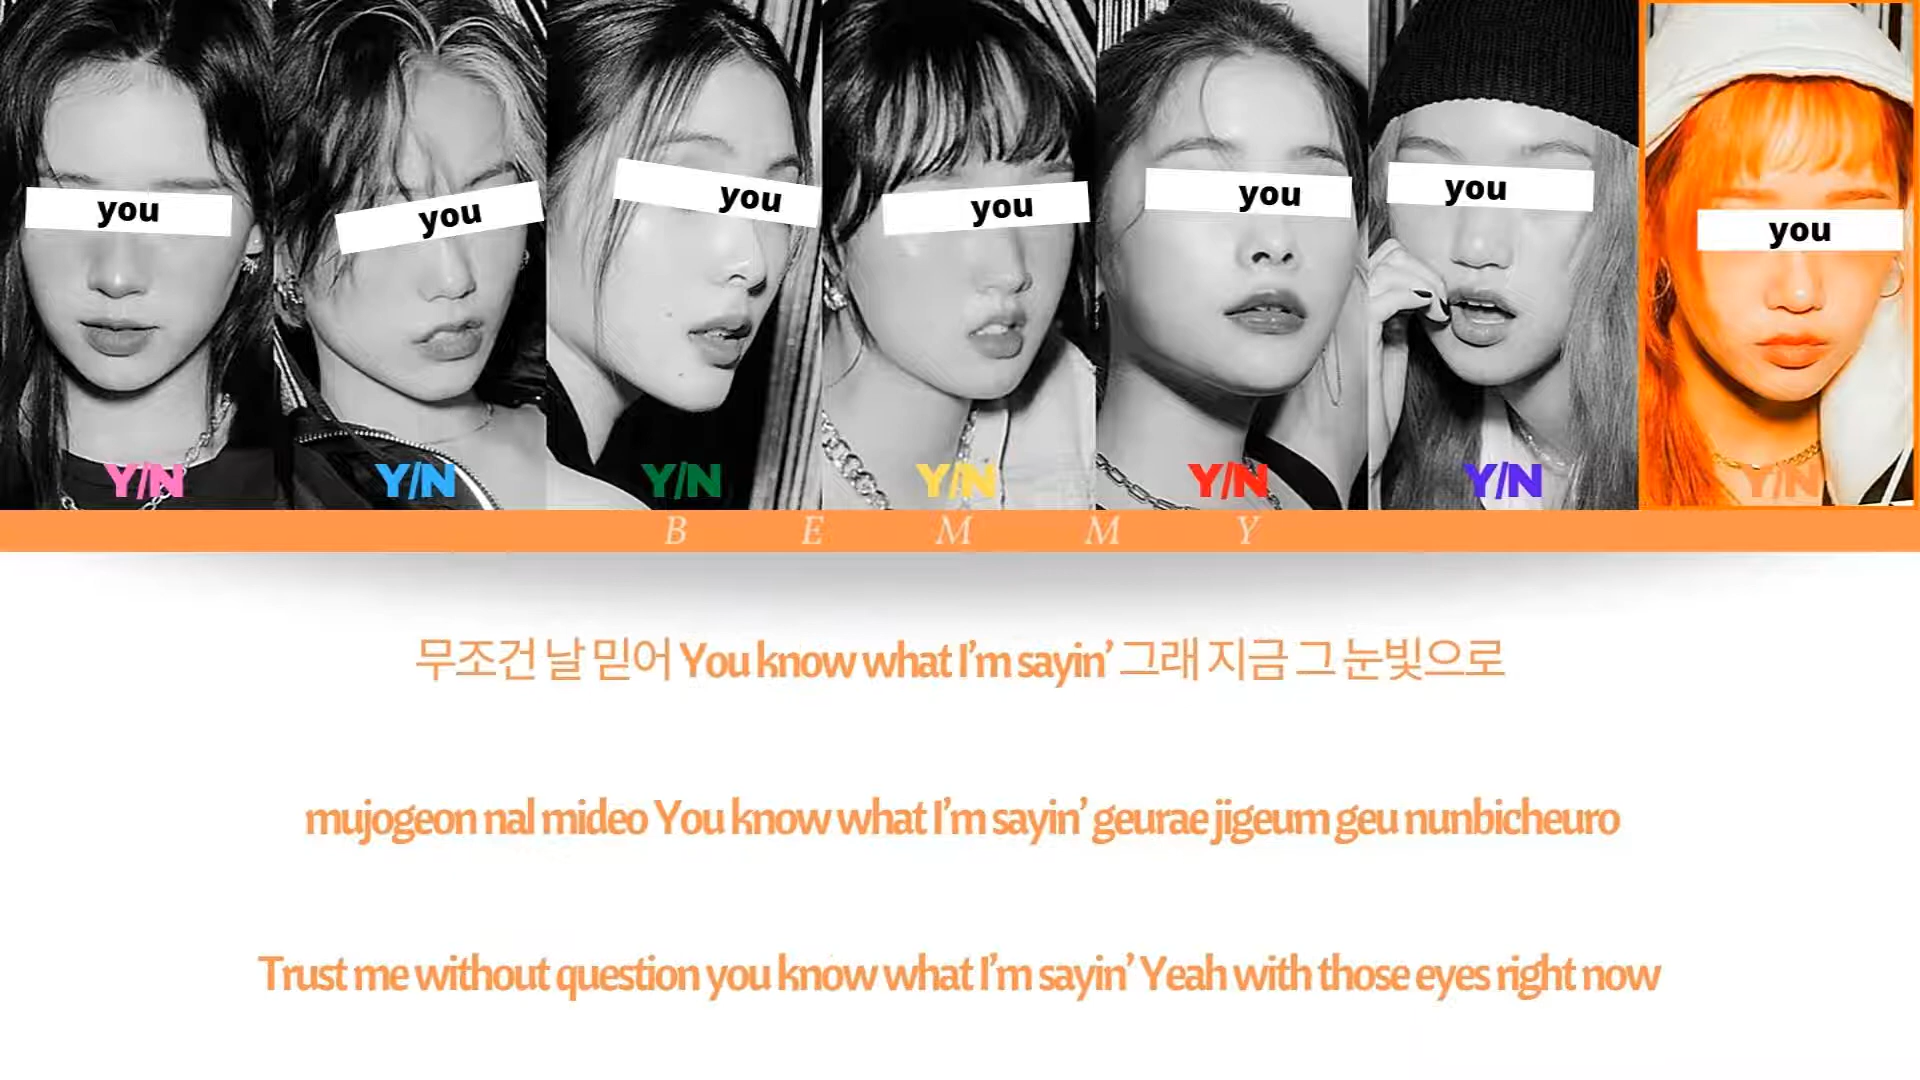 you you you you you you you
Y/N Y/N Y/N Y/N Y/N Y/N Y/N
B E M M Y
무조건 날 믿어 You know what I'm sayin' 그래 지금 그 눈빛으로
mujogeon nal mideo You know what I'm sayin' geurae jigeum geu nunbicheuro
Trust me without question you know what I'm sayin' Yeah with those eyes right now